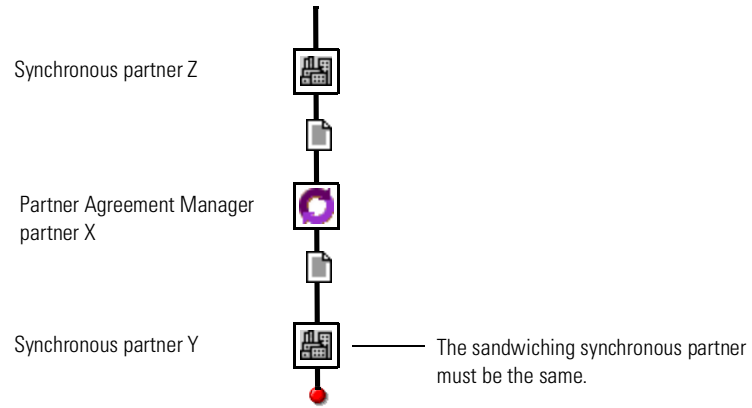 Synchronous partner Z
Partner Agreement Manager
partner X
Synchronous partner Y
The sandwiching synchronous partner
must be the same.